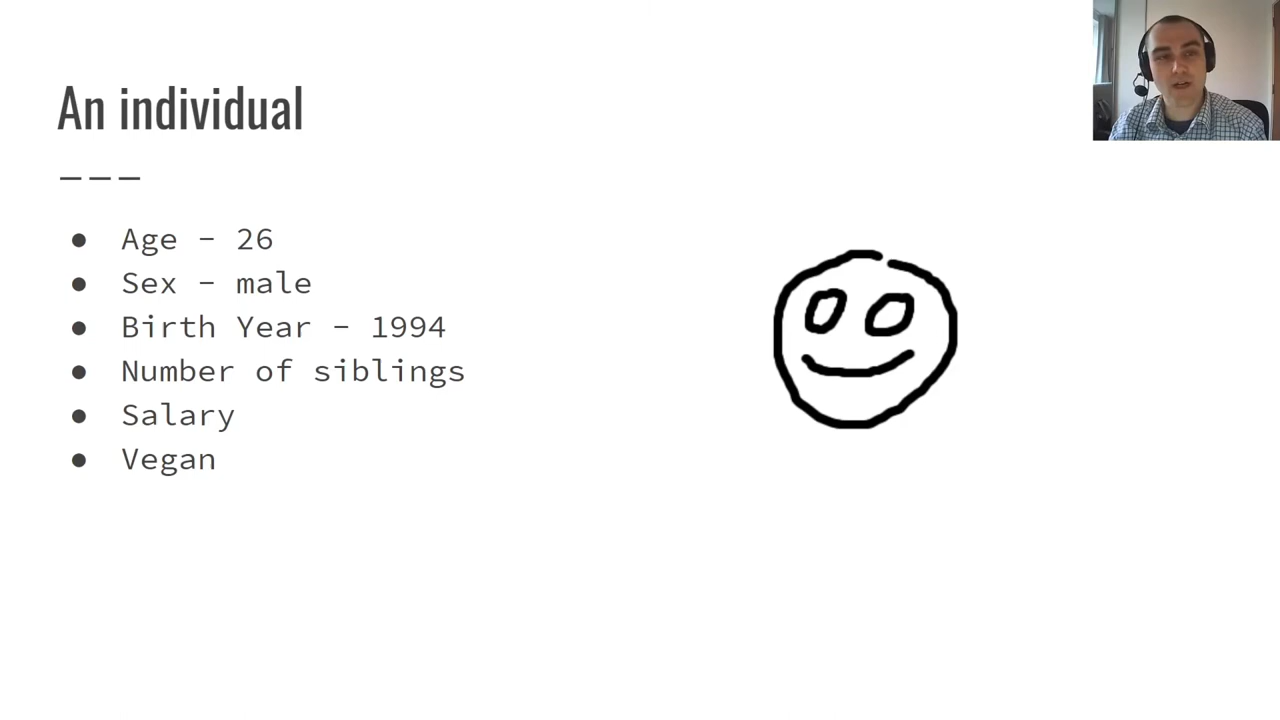 An individual
---
● Age - 26
● Sex - male
● Birth Year - 1994
● Number of siblings
● Salary
● Vegan